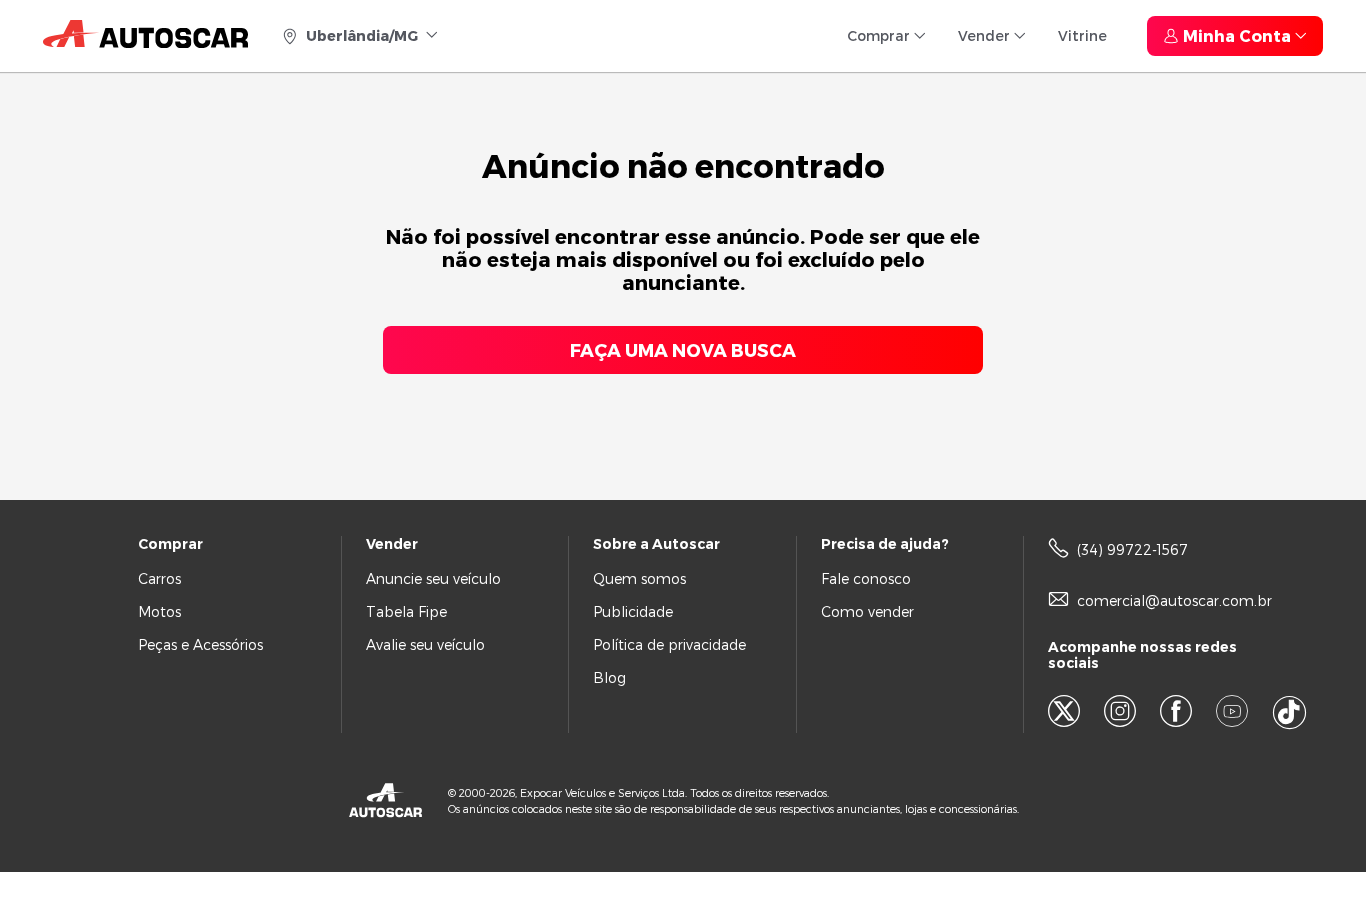 AUTOSCAR
Uberlândia/MG
Comprar
Vender
Vitrine
Minha Conta
Anúncio não encontrado
Não foi possível encontrar esse anúncio. Pode ser que ele
não esteja mais disponível ou foi excluído pelo
anunciante.
FAÇA UMA NOVA BUSCA
Comprar
Carros
Motos
Peças e Acessórios
Vender
Anuncie seu veículo
Tabela Fipe
Avalie seu veículo
Sobre a Autoscar
Quem somos
Publicidade
Política de privacidade
Blog
Precisa de ajuda?
Fale conosco
Como vender
(34) 99722-1567
comercial@autoscar.com.br
Acompanhe nossas redes
sociais
AUTOSCAR
© 2000-2026, Expocar Veículos e Serviços Ltda. Todos os direitos reservados.
Os anúncios colocados neste site são de responsabilidade de seus respectivos anunciantes, lojas e concessionárias.